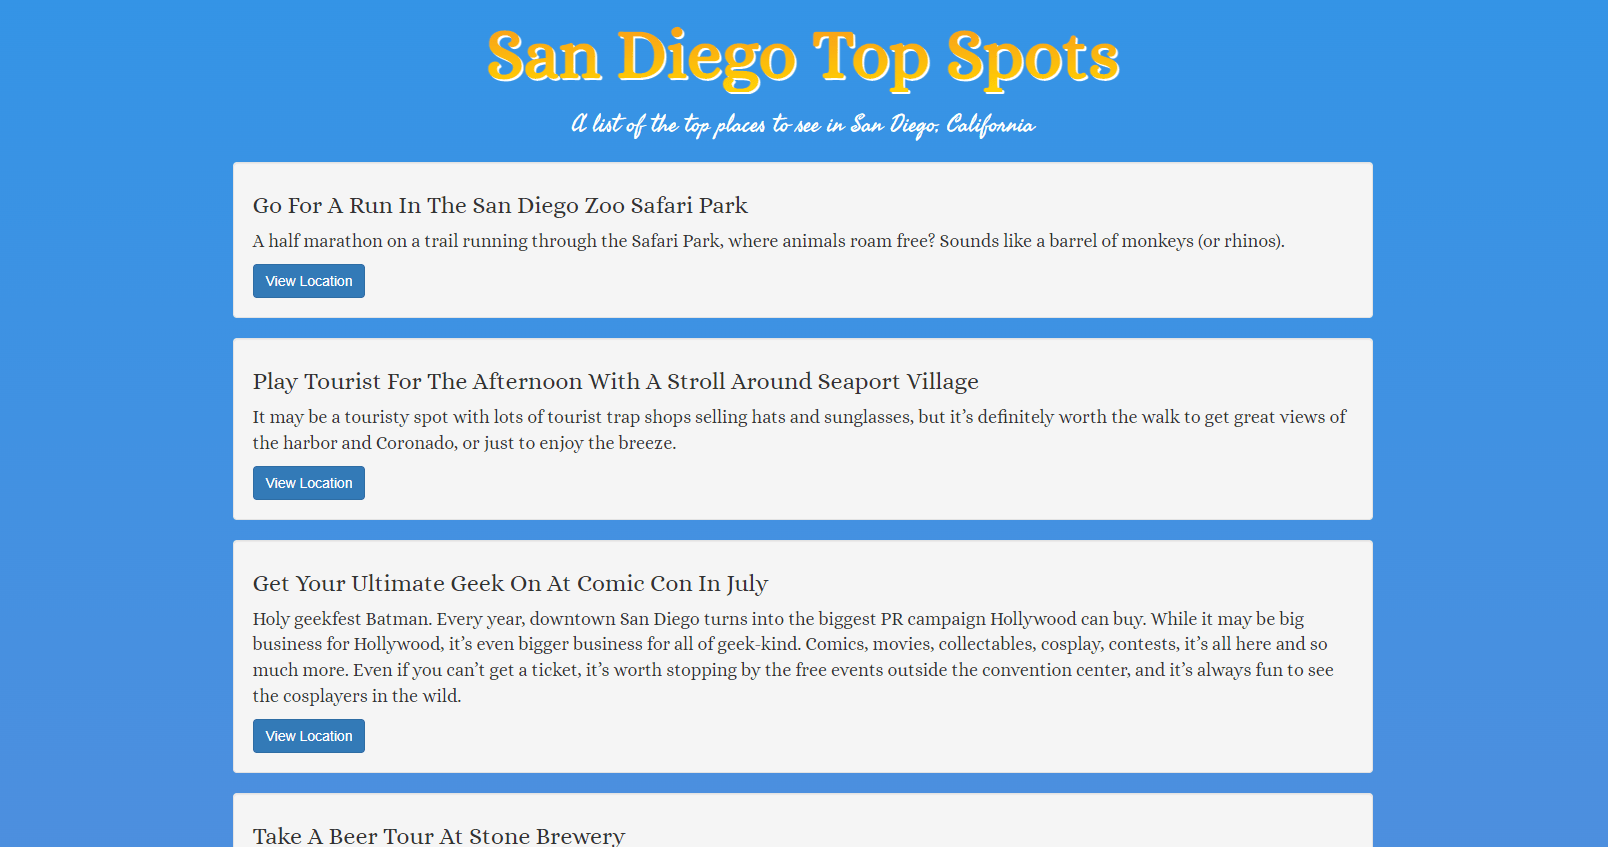 San Diego Top Spots
A list of the top places to see in San Diego, California
Go For A Run In The San Diego Zoo Safari Park
A half marathon on a trail running through the Safari Park, where animals roam free? Sounds like a barrel of monkeys (or rhinos).
View Location
Play Tourist For The Afternoon With A Stroll Around Seaport Village
It may be a touristy spot with lots of tourist trap shops selling hats and sunglasses, but it’s definitely worth the walk to get great views of
the harbor and Coronado, or just to enjoy the breeze.
View Location
Get Your Ultimate Geek On At Comic Con In July
Holy geekfest Batman. Every year, downtown San Diego turns into the biggest PR campaign Hollywood can buy. While it may be big
business for Hollywood, it’s even bigger business for all of geek-kind. Comics, movies, collectables, cosplay, contests, it’s all here and so
much more. Even if you can’t get a ticket, it’s worth stopping by the free events outside the convention center, and it’s always fun to see
the cosplayers in the wild.
View Location
Take A Beer Tour At Stone Brewery